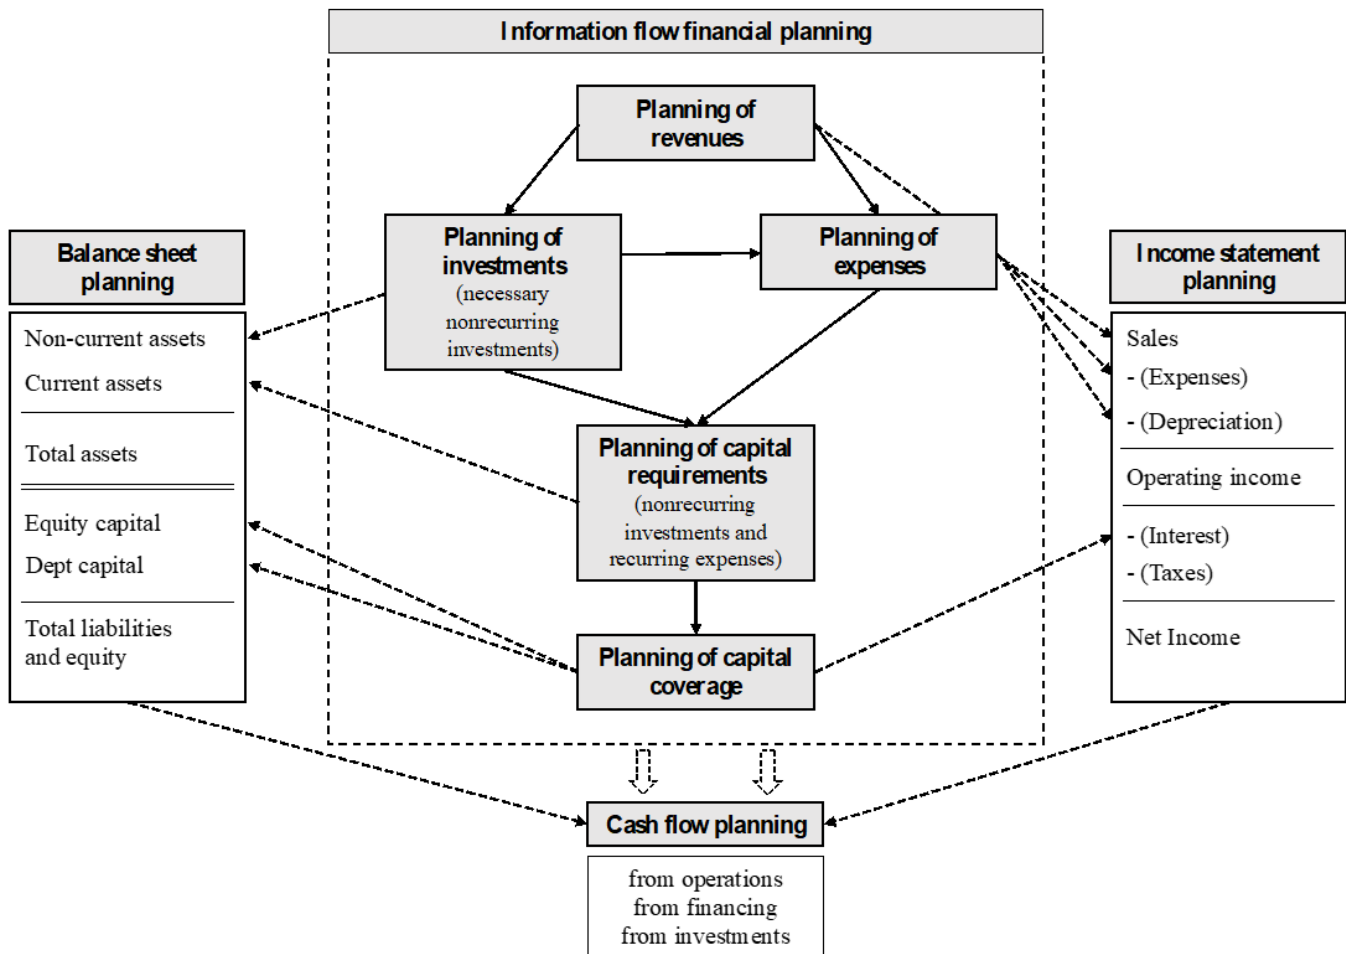 Information flow financial planning
Planning of
revenues
Planning of
investments
(necessary
nonrecurring
investments)
Planning of
expenses
Balance sheet
planning
Non-current assets
Current assets
Total assets
Equity capital
Dept capital
Total liabilities
and equity
Income statement
planning
Sales
- (Expenses)
- (Depreciation)
Operating income
- (Interest)
- (Taxes)
Net Income
Planning of capital
requirements
(nonrecurring
investments and
recurring expenses)
Planning of capital
coverage
Cash flow planning
from operations
from financing
from investments